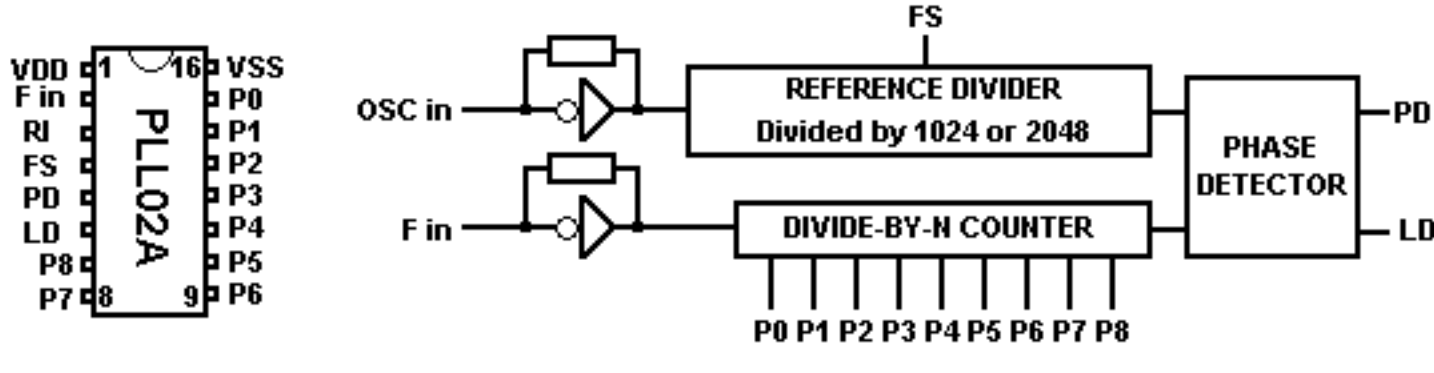 VDD 1 16 VSS
F in P0
RI P1
FS P2
PD P3
LD P4
P8 P5
P7 8 9 P6
PLL02A
FS
OSC in
REFERENCE DIVIDER
Divided by 1024 or 2048
PD
PHASE
DETECTOR
F in
DIVIDE-BY-N COUNTER
LD
P0 P1 P2 P3 P4 P5 P6 P7 P8